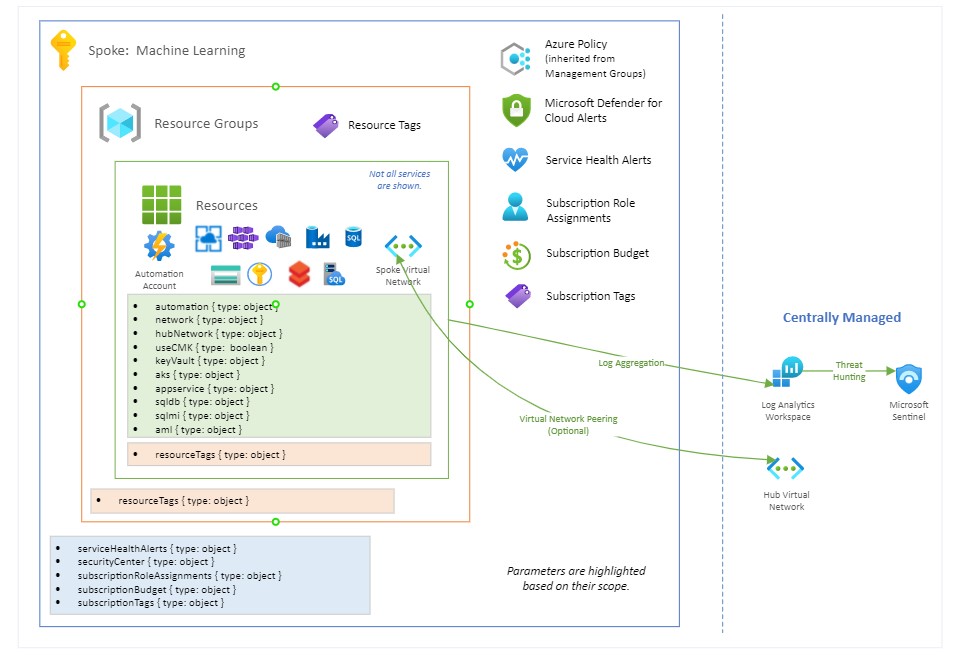 Spoke:  Machine Learning
Azure Policy
(inherited from
Management Groups)
Microsoft Defender for
Cloud Alerts
Service Health Alerts
Subscription Role
Assignments
Subscription Budget
Subscription Tags
Resource Groups
Resource Tags
Not all services
are shown.
Resources
SQL
SQL
Automation
Account
Spoke Virtual
Network
• automation { type: object }
• network { type: object }
• hubNetwork { type: object }
• useCMK { type:  boolean }
• keyVault { type: object }
• aks { type: object }
• appservice { type: object }
• sqldb { type: object }
• sqlmi { type: object }
• aml { type: object }
• resourceTags { type: object }
• resourceTags { type: object }
• serviceHealthAlerts { type: object }
• securityCenter { type: object }
• subscriptionRoleAssignments { type: object }
• subscriptionBudget { type: object }
• subscriptionTags { type: object }
Parameters are highlighted
based on their scope.
Log Aggregation
Virtual Network Peering
(Optional)
Centrally Managed
Threat
Hunting
Log Analytics
Workspace
Microsoft
Sentinel
Hub Virtual
Network